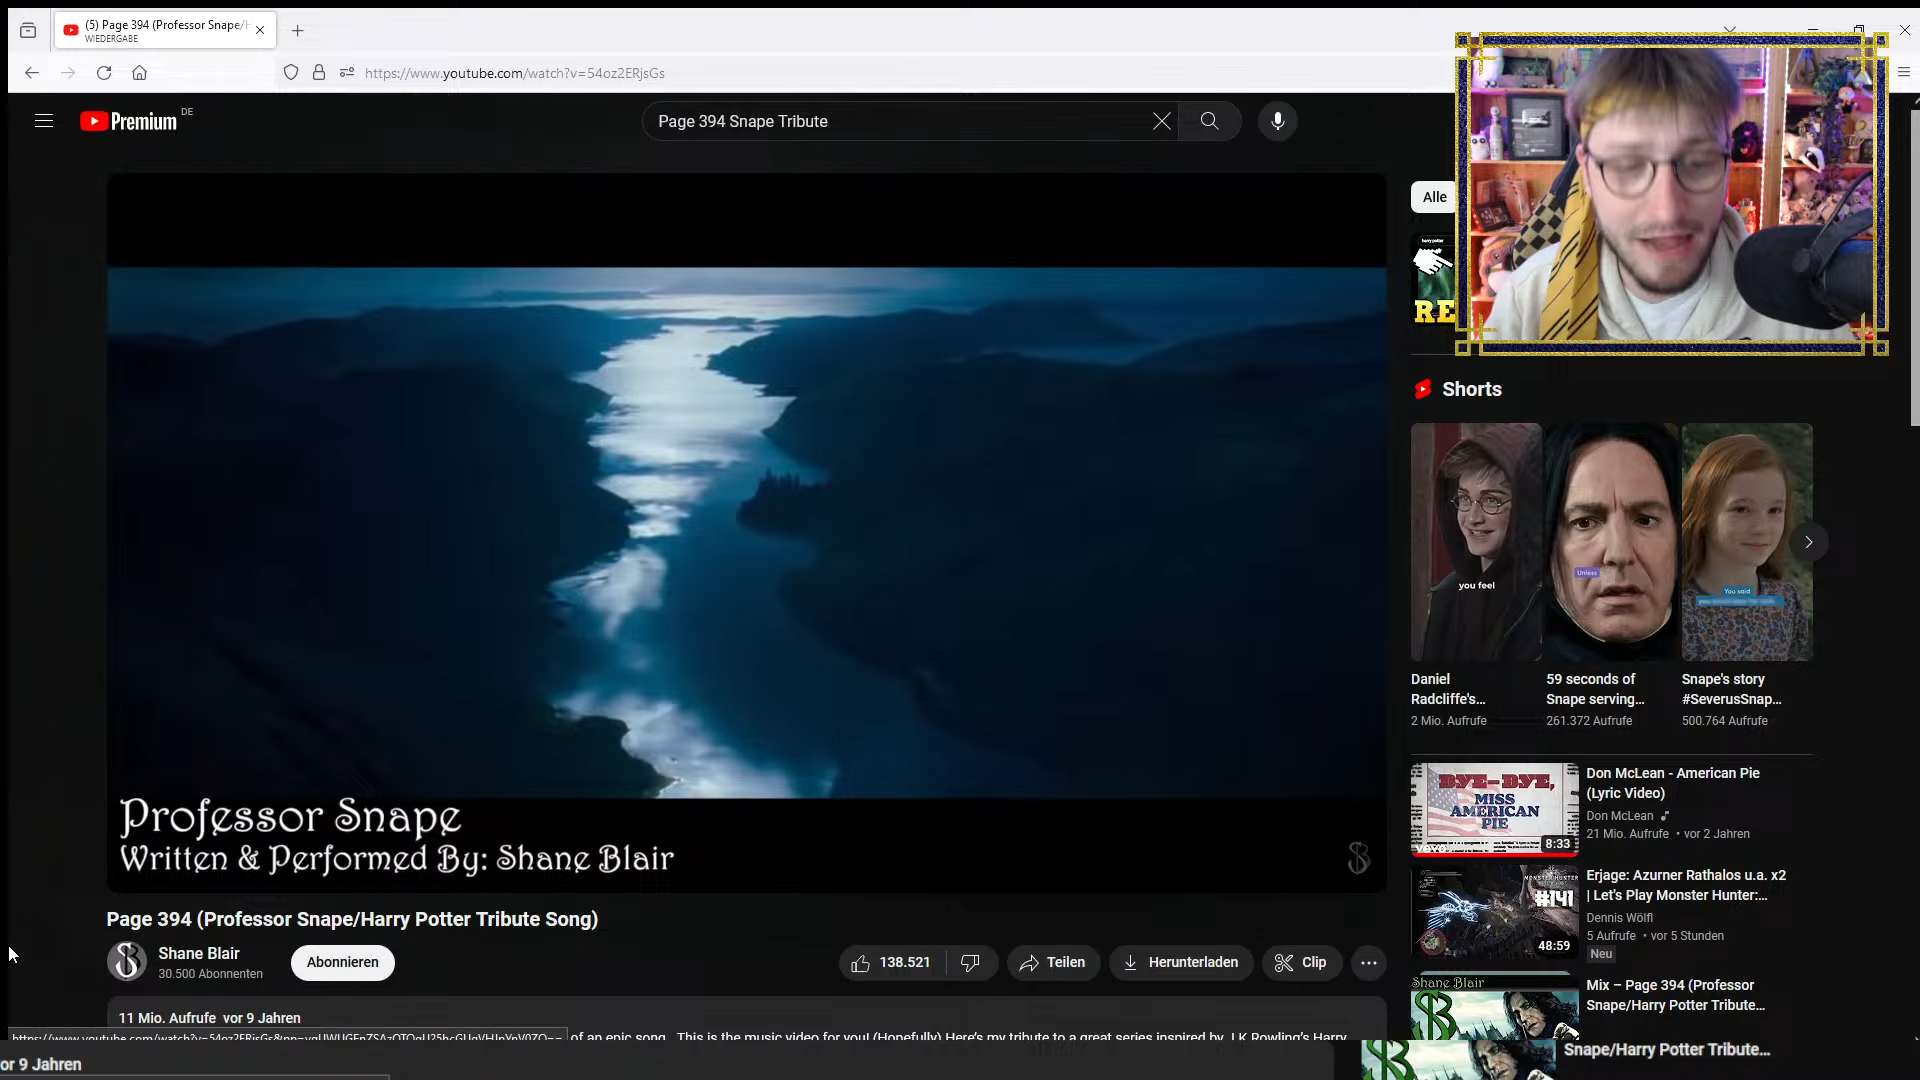 (5) Page 394 (Professor Snape/H
WIEDERGABE
https://www.youtube.com/watch?v=54oz2ERjsGs
Premium DE
Page 394 Snape Tribute
Alle
harry potter
RE
Shorts
you feel
Unless
You said
Daniel Radcliffe's...
2 Mio. Aufrufe
59 seconds of Snape serving...
261.372 Aufrufe
Snape's story #SeverusSnap...
500.764 Aufrufe
Professor Snape
Written & Performed By: Shane Blair
Page 394 (Professor Snape/Harry Potter Tribute Song)
Shane Blair
30.500 Abonnenten
Abonnieren
138.521
Teilen
Herunterladen
Clip
11 Mio. Aufrufe vor 9 Jahren
of an epic song. This is the music video for you! (Hopefully) Here's my tribute to a great series inspired by J.K Rowling's Harry
or 9 Jahren
BYE-BYE,
MISS
AMERICAN
PIE
vevo
8:33
Don McLean - American Pie
(Lyric Video)
Don McLean
21 Mio. Aufrufe • vor 2 Jahren
MONSTER HUNTER
#141
48:59
Erjage: Azurner Rathalos u.a. x2
| Let's Play Monster Hunter:...
Dennis Wölfl
5 Aufrufe • vor 5 Stunden
Neu
Shane Blair
Mix – Page 394 (Professor
Snape/Harry Potter Tribute...
Snape/Harry Potter Tribute...